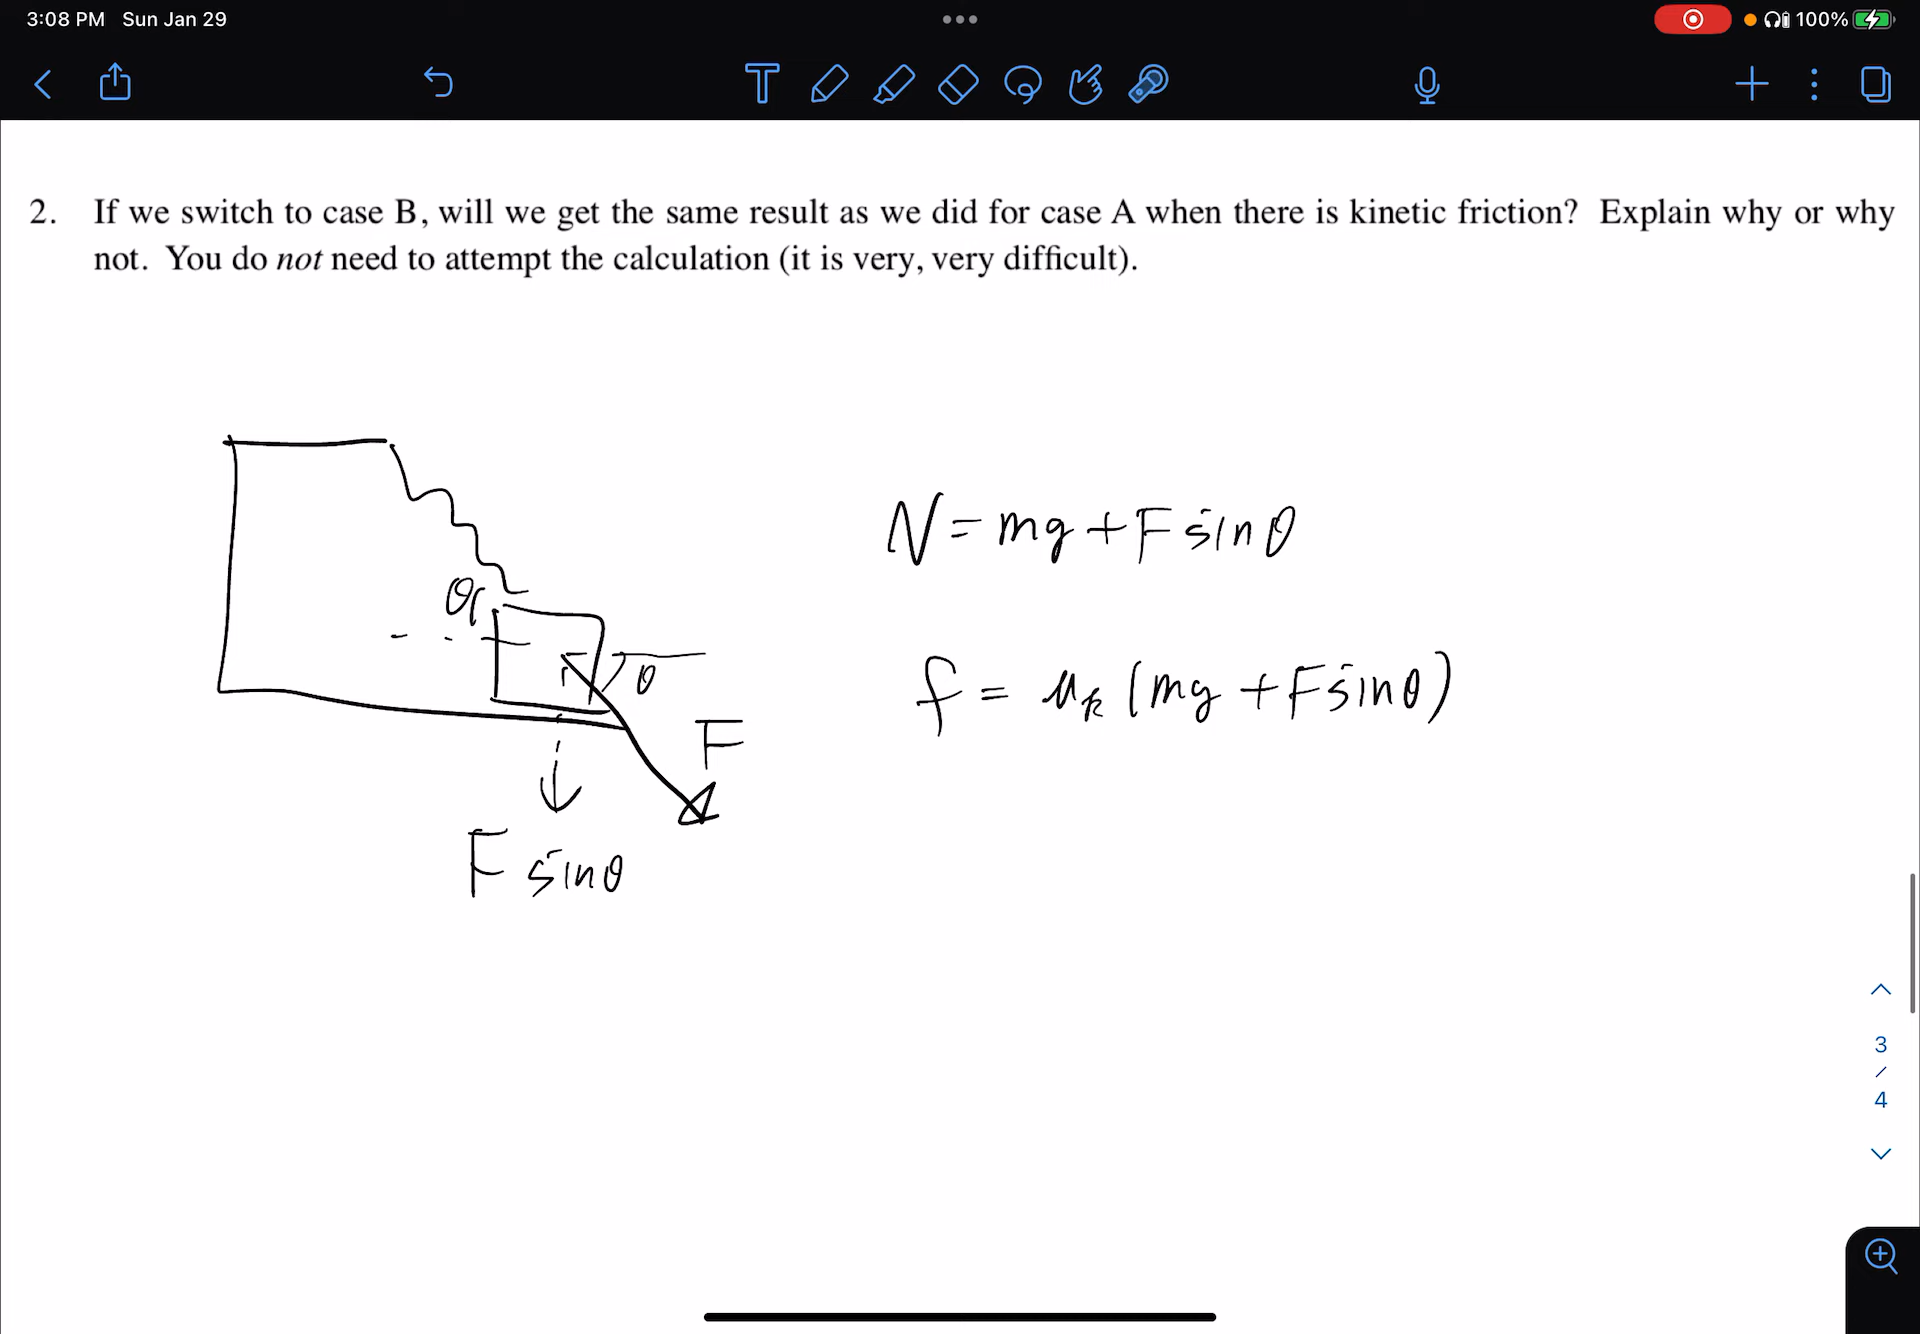 3:08 PM Sun Jan 29
100%
2. If we switch to case B, will we get the same result as we did for case A when there is kinetic friction? Explain why or why
not. You do not need to attempt the calculation (it is very, very difficult).
N = mg + F sinθ
θ
θ
f = μk (mg + F sinθ)
F
F sinθ
3
/
4